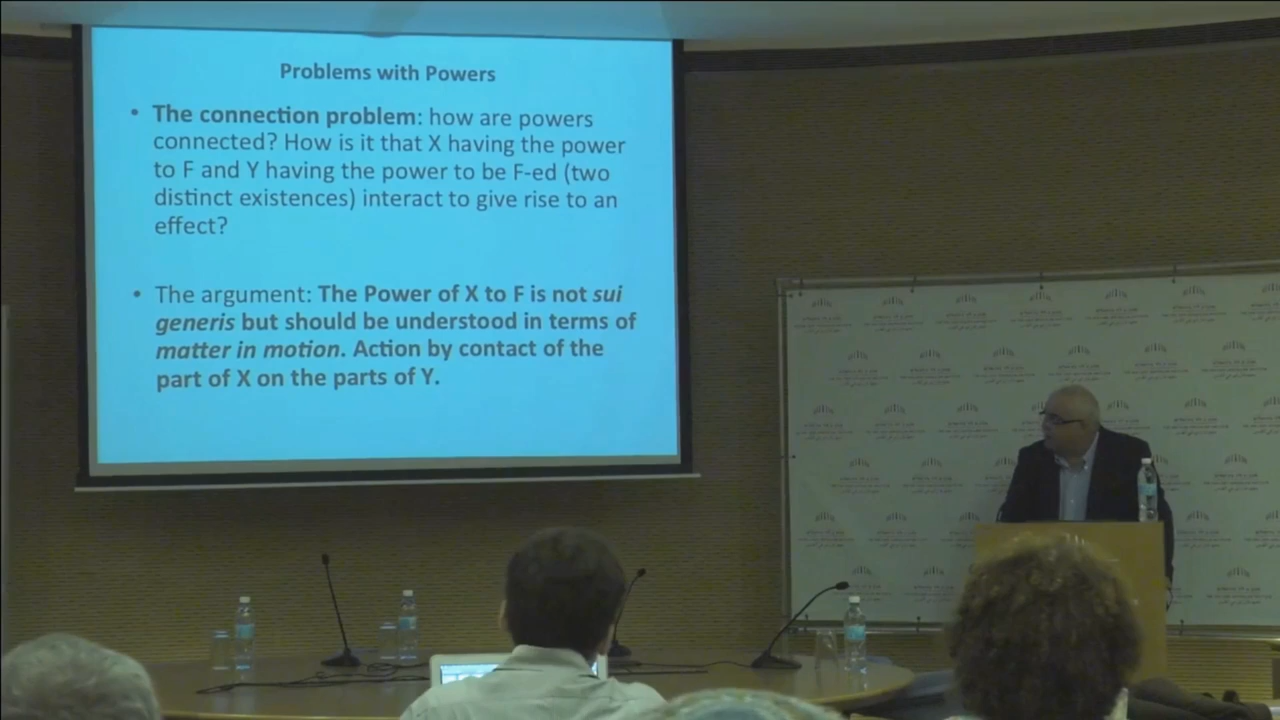 Problems with Powers
• The connection problem: how are powers
connected? How is it that X having the power
to F and Y having the power to be F-ed (two
distinct existences) interact to give rise to an
effect?
• The argument: The Power of X to F is not sui
generis but should be understood in terms of
matter in motion. Action by contact of the
part of X on the parts of Y.